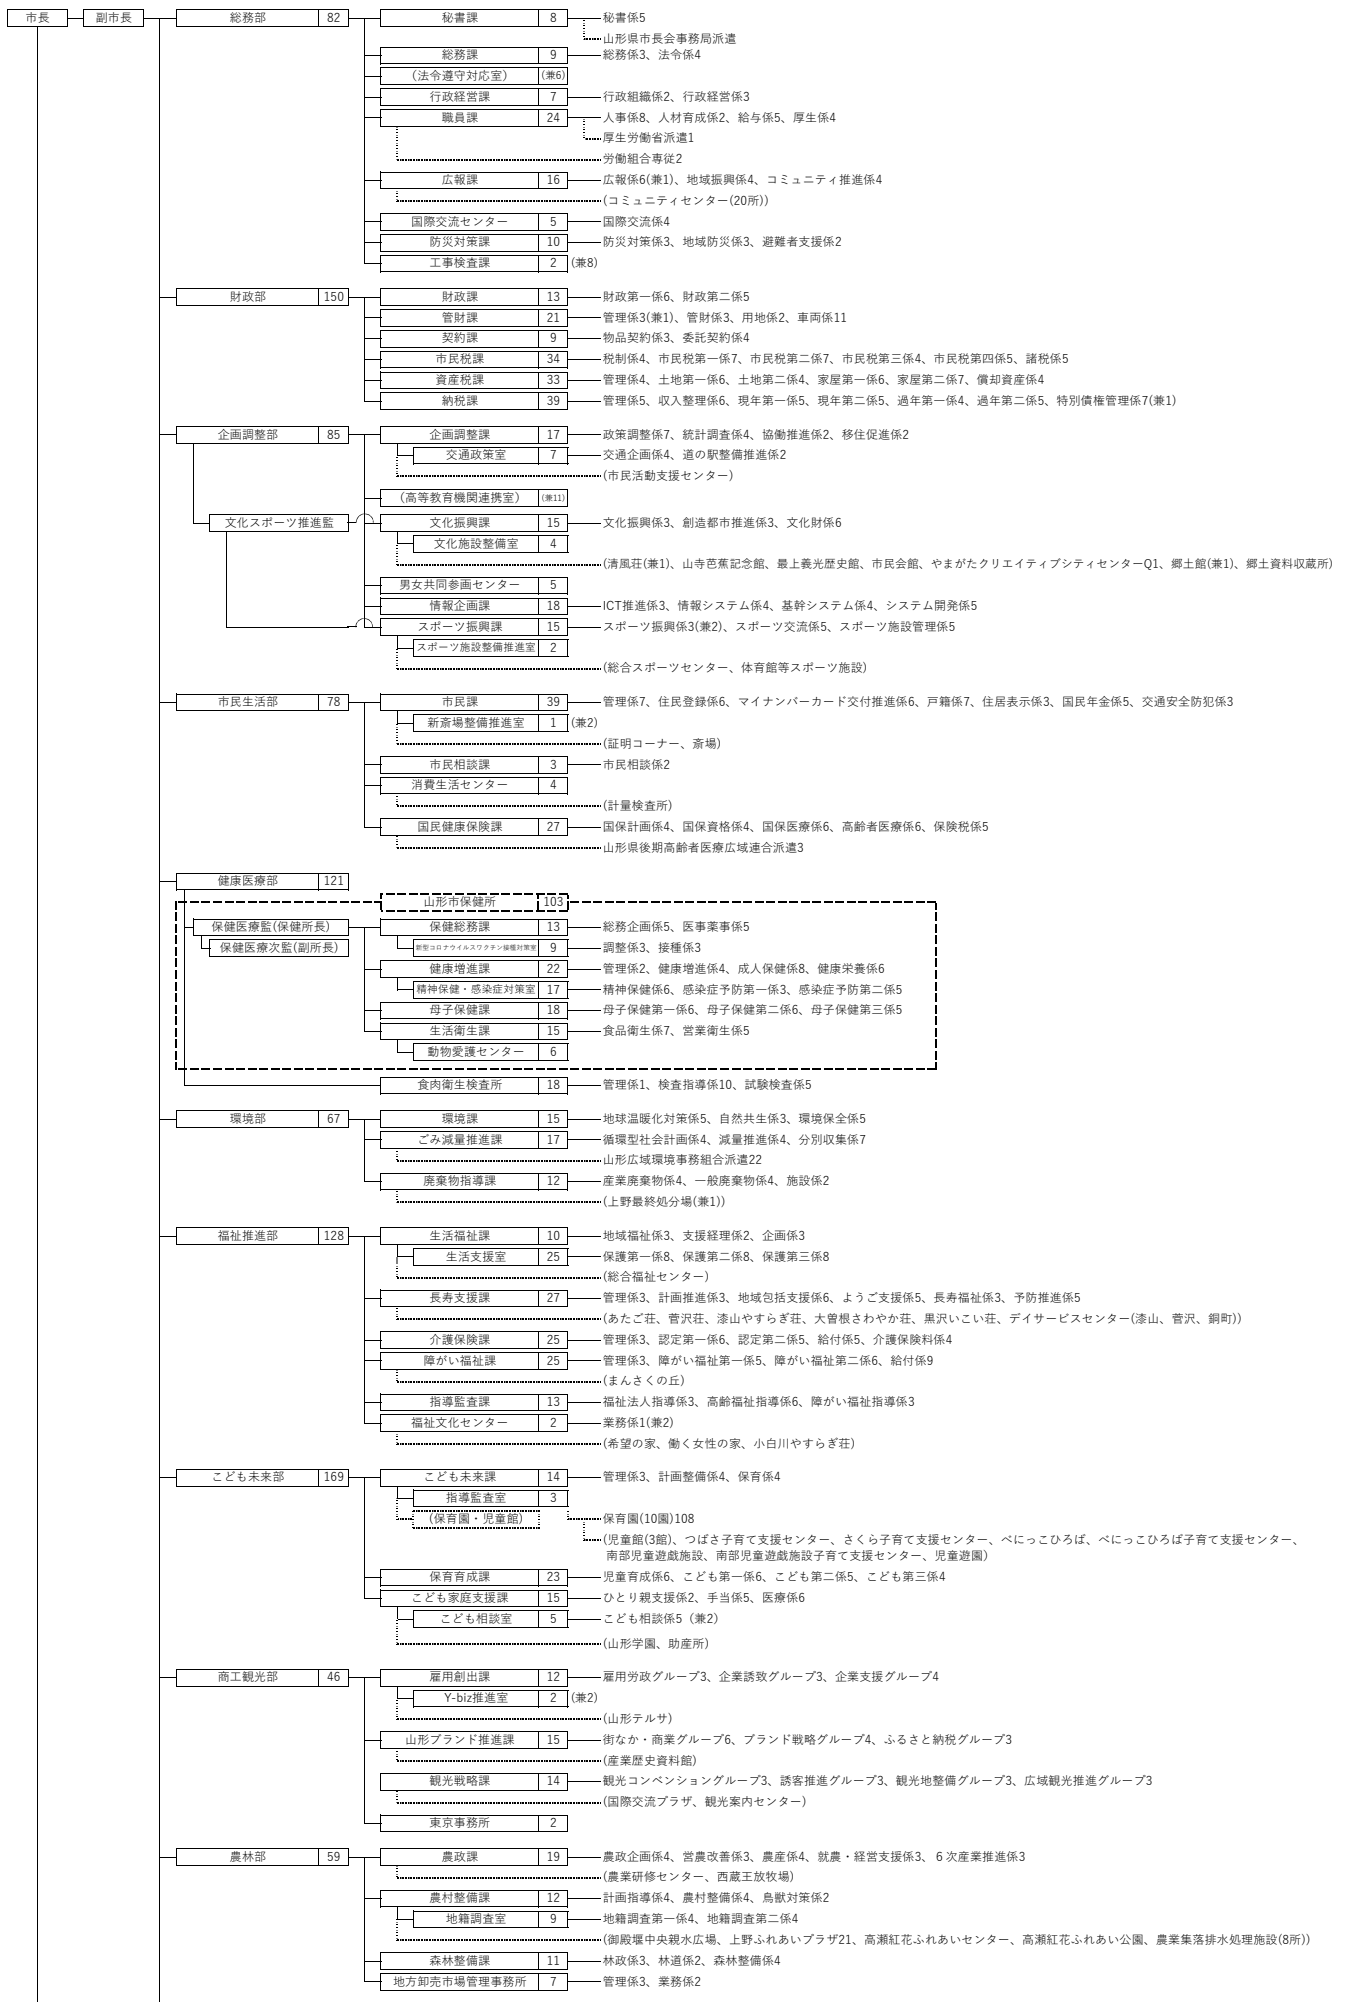 市長 副市長 総務部 82 秘書課 8 秘書係5
山形県市長会事務局派遣
総務課 9 総務係3、法令係4
(法令遵守対応室) (兼6)
行政経営課 7 行政組織係2、行政経営係3
職員課 24 人事係8、人材育成係2、給与係5、厚生係4
厚生労働省派遣1
労働組合専従2
広報課 16 広報係6(兼1)、地域振興係4、コミュニティ推進係4
(コミュニティセンター(20所))
国際交流センター 5 国際交流係4
防災対策課 10 防災対策係3、地域防災係3、避難者支援係2
工事検査課 2 (兼8)
財政部 150 財政課 13 財政第一係6、財政第二係5
管財課 21 管理係3(兼1)、管財係3、用地係2、車両係11
契約課 9 物品契約係3、委託契約係4
市民税課 34 税制係4、市民税第一係7、市民税第二係7、市民税第三係4、市民税第四係5、諸税係5
資産税課 33 管理係4、土地第一係6、土地第二係4、家屋第一係6、家屋第二係7、償却資産係4
納税課 39 管理係5、収入整理係6、現年第一係5、現年第二係5、過年第一係4、過年第二係5、特別債権管理係7(兼1)
企画調整部 85 企画調整課 17 政策調整係7、統計調査係4、協働推進係2、移住促進係2
交通政策室 7 交通企画係4、道の駅整備推進係2
(市民活動支援センター)
(高等教育機関連携室) (兼11)
文化スポーツ推進監 文化振興課 15 文化振興係3、創造都市推進係3、文化財係6
文化施設整備室 4
(清風荘(兼1)、山寺芭蕉記念館、最上義光歴史館、市民会館、やまがたクリエイティブシティセンターQ1、郷土館(兼1)、郷土資料収蔵所)
男女共同参画センター 5
情報企画課 18 ICT推進係3、情報システム係4、基幹システム係4、システム開発係5
スポーツ振興課 15 スポーツ振興係3(兼2)、スポーツ交流係5、スポーツ施設管理係5
スポーツ施設整備推進室 2
(総合スポーツセンター、体育館等スポーツ施設)
市民生活部 78 市民課 39 管理係7、住民登録係6、マイナンバーカード交付推進係6、戸籍係7、住居表示係3、国民年金係5、交通安全防犯係3
新斎場整備推進室 1 (兼2)
(証明コーナー、斎場)
市民相談課 3 市民相談係2
消費生活センター 4
(計量検査所)
国民健康保険課 27 国保計画係4、国保資格係4、国保医療係6、高齢者医療係6、保険税係5
山形県後期高齢者医療広域連合派遣3
健康医療部 121
山形市保健所 103
保健医療監(保健所長) 保健総務課 13 総務企画係5、医事薬事係5
保健医療次監(副所長) 新型コロナウイルスワクチン接種対策室 9 調整係3、接種係3
健康増進課 22 管理係2、健康増進係4、成人保健係8、健康栄養係6
精神保健・感染症対策室 17 精神保健係6、感染症予防第一係3、感染症予防第二係5
母子保健課 18 母子保健第一係6、母子保健第二係6、母子保健第三係5
生活衛生課 15 食品衛生係7、営業衛生係5
動物愛護センター 6
食肉衛生検査所 18 管理係1、検査指導係10、試験検査係5
環境部 67 環境課 15 地球温暖化対策係5、自然共生係3、環境保全係5
ごみ減量推進課 17 循環型社会計画係4、減量推進係4、分別収集係7
山形広域環境事務組合派遣22
廃棄物指導課 12 産業廃棄物係4、一般廃棄物係4、施設係2
(上野最終処分場(兼1))
福祉推進部 128 生活福祉課 10 地域福祉係3、支援経理係2、企画係3
生活支援室 25 保護第一係8、保護第二係8、保護第三係8
(総合福祉センター)
長寿支援課 27 管理係3、計画推進係3、地域包括支援係6、ようご支援係5、長寿福祉係3、予防推進係5
(あたご荘、菅沢荘、漆山やすらぎ荘、大曽根さわやか荘、黒沢いこい荘、デイサービスセンター(漆山、菅沢、銅町))
介護保険課 25 管理係3、認定第一係6、認定第二係5、給付係5、介護保険料係4
障がい福祉課 25 管理係3、障がい福祉第一係5、障がい福祉第二係6、給付係9
(まんさくの丘)
指導監査課 13 福祉法人指導係3、高齢福祉指導係6、障がい福祉指導係3
福祉文化センター 2 業務係1(兼2)
(希望の家、働く女性の家、小白川やすらぎ荘)
こども未来部 169 こども未来課 14 管理係3、計画整備係4、保育係4
指導監査室 3
(保育園・児童館) 保育園(10園)108
(児童館(3館)、つばさ子育て支援センター、さくら子育て支援センター、べにっこひろば、べにっこひろば子育て支援センター、
南部児童遊戯施設、南部児童遊戯施設子育て支援センター、児童遊園)
保育育成課 23 児童育成係6、こども第一係6、こども第二係5、こども第三係4
こども家庭支援課 15 ひとり親支援係2、手当係5、医療係6
こども相談室 5 こども相談係5（兼2）
(山形学園、助産所)
商工観光部 46 雇用創出課 12 雇用労政グループ3、企業誘致グループ3、企業支援グループ4
Y-biz推進室 2 (兼2)
(山形テルサ)
山形ブランド推進課 15 街なか・商業グループ6、ブランド戦略グループ4、ふるさと納税グループ3
(産業歴史資料館)
観光戦略課 14 観光コンベンショングループ3、誘客推進グループ3、観光地整備グループ3、広域観光推進グループ3
(国際交流プラザ、観光案内センター)
東京事務所 2
農林部 59 農政課 19 農政企画係4、営農改善係3、農産係4、就農・経営支援係3、６次産業推進係3
(農業研修センター、西蔵王放牧場)
農村整備課 12 計画指導係4、農村整備係4、鳥獣対策係2
地籍調査室 9 地籍調査第一係4、地籍調査第二係4
(御殿堰中央親水広場、上野ふれあいプラザ21、高瀬紅花ふれあいセンター、高瀬紅花ふれあい公園、農業集落排水処理施設(8所))
森林整備課 11 林政係3、林道係2、森林整備係4
地方卸売市場管理事務所 7 管理係3、業務係2